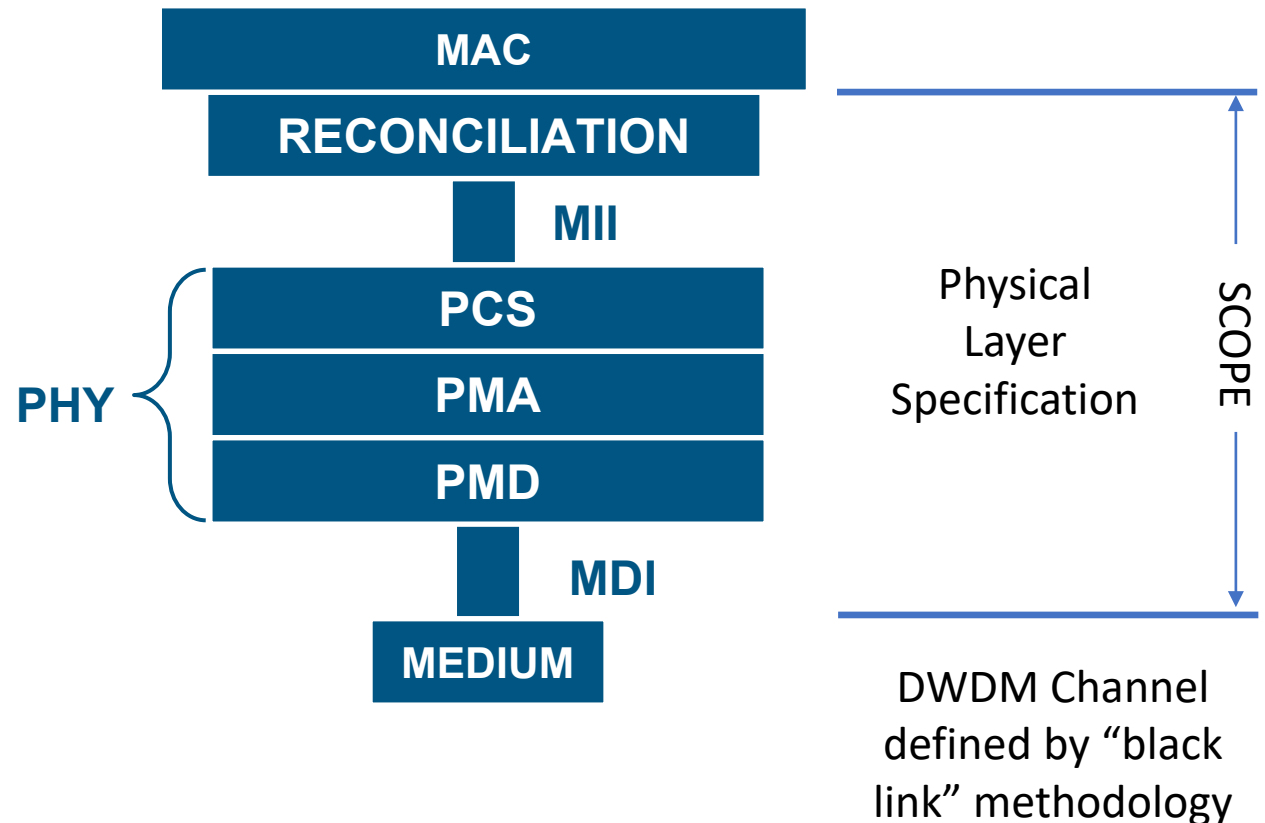 MAC
RECONCILIATION
MII
PCS
PHY
PMA
PMD
MDI
MEDIUM
Physical
Layer
Specification
SCOPE
DWDM Channel
defined by “black
link” methodology